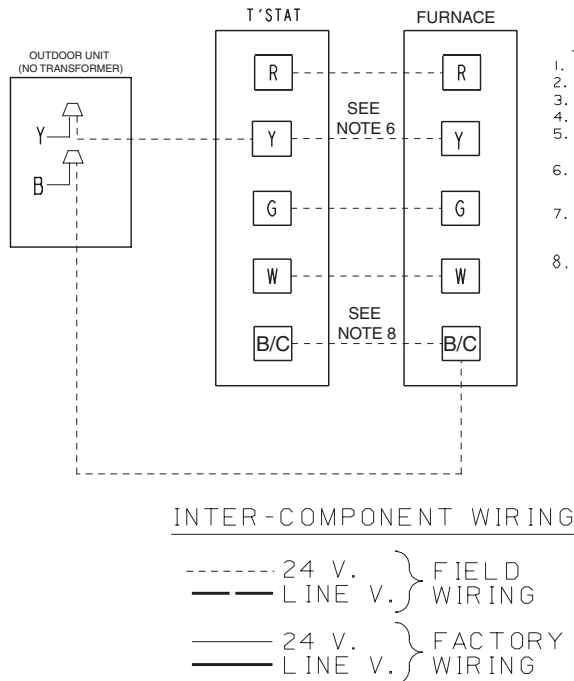 T'STAT
FURNACE
OUTDOOR UNIT
(NO TRANSFORMER)
R
R
1.
2.
3.
4.
5.
6.
7.
8.
SEE
NOTE 6
Y
Y
Y
B
G
G
W
W
SEE
NOTE 8
B/C
B/C
INTER-COMPONENT WIRING
24 V.
LINE V.
FIELD
WIRING
24 V.
LINE V.
FACTORY
WIRING